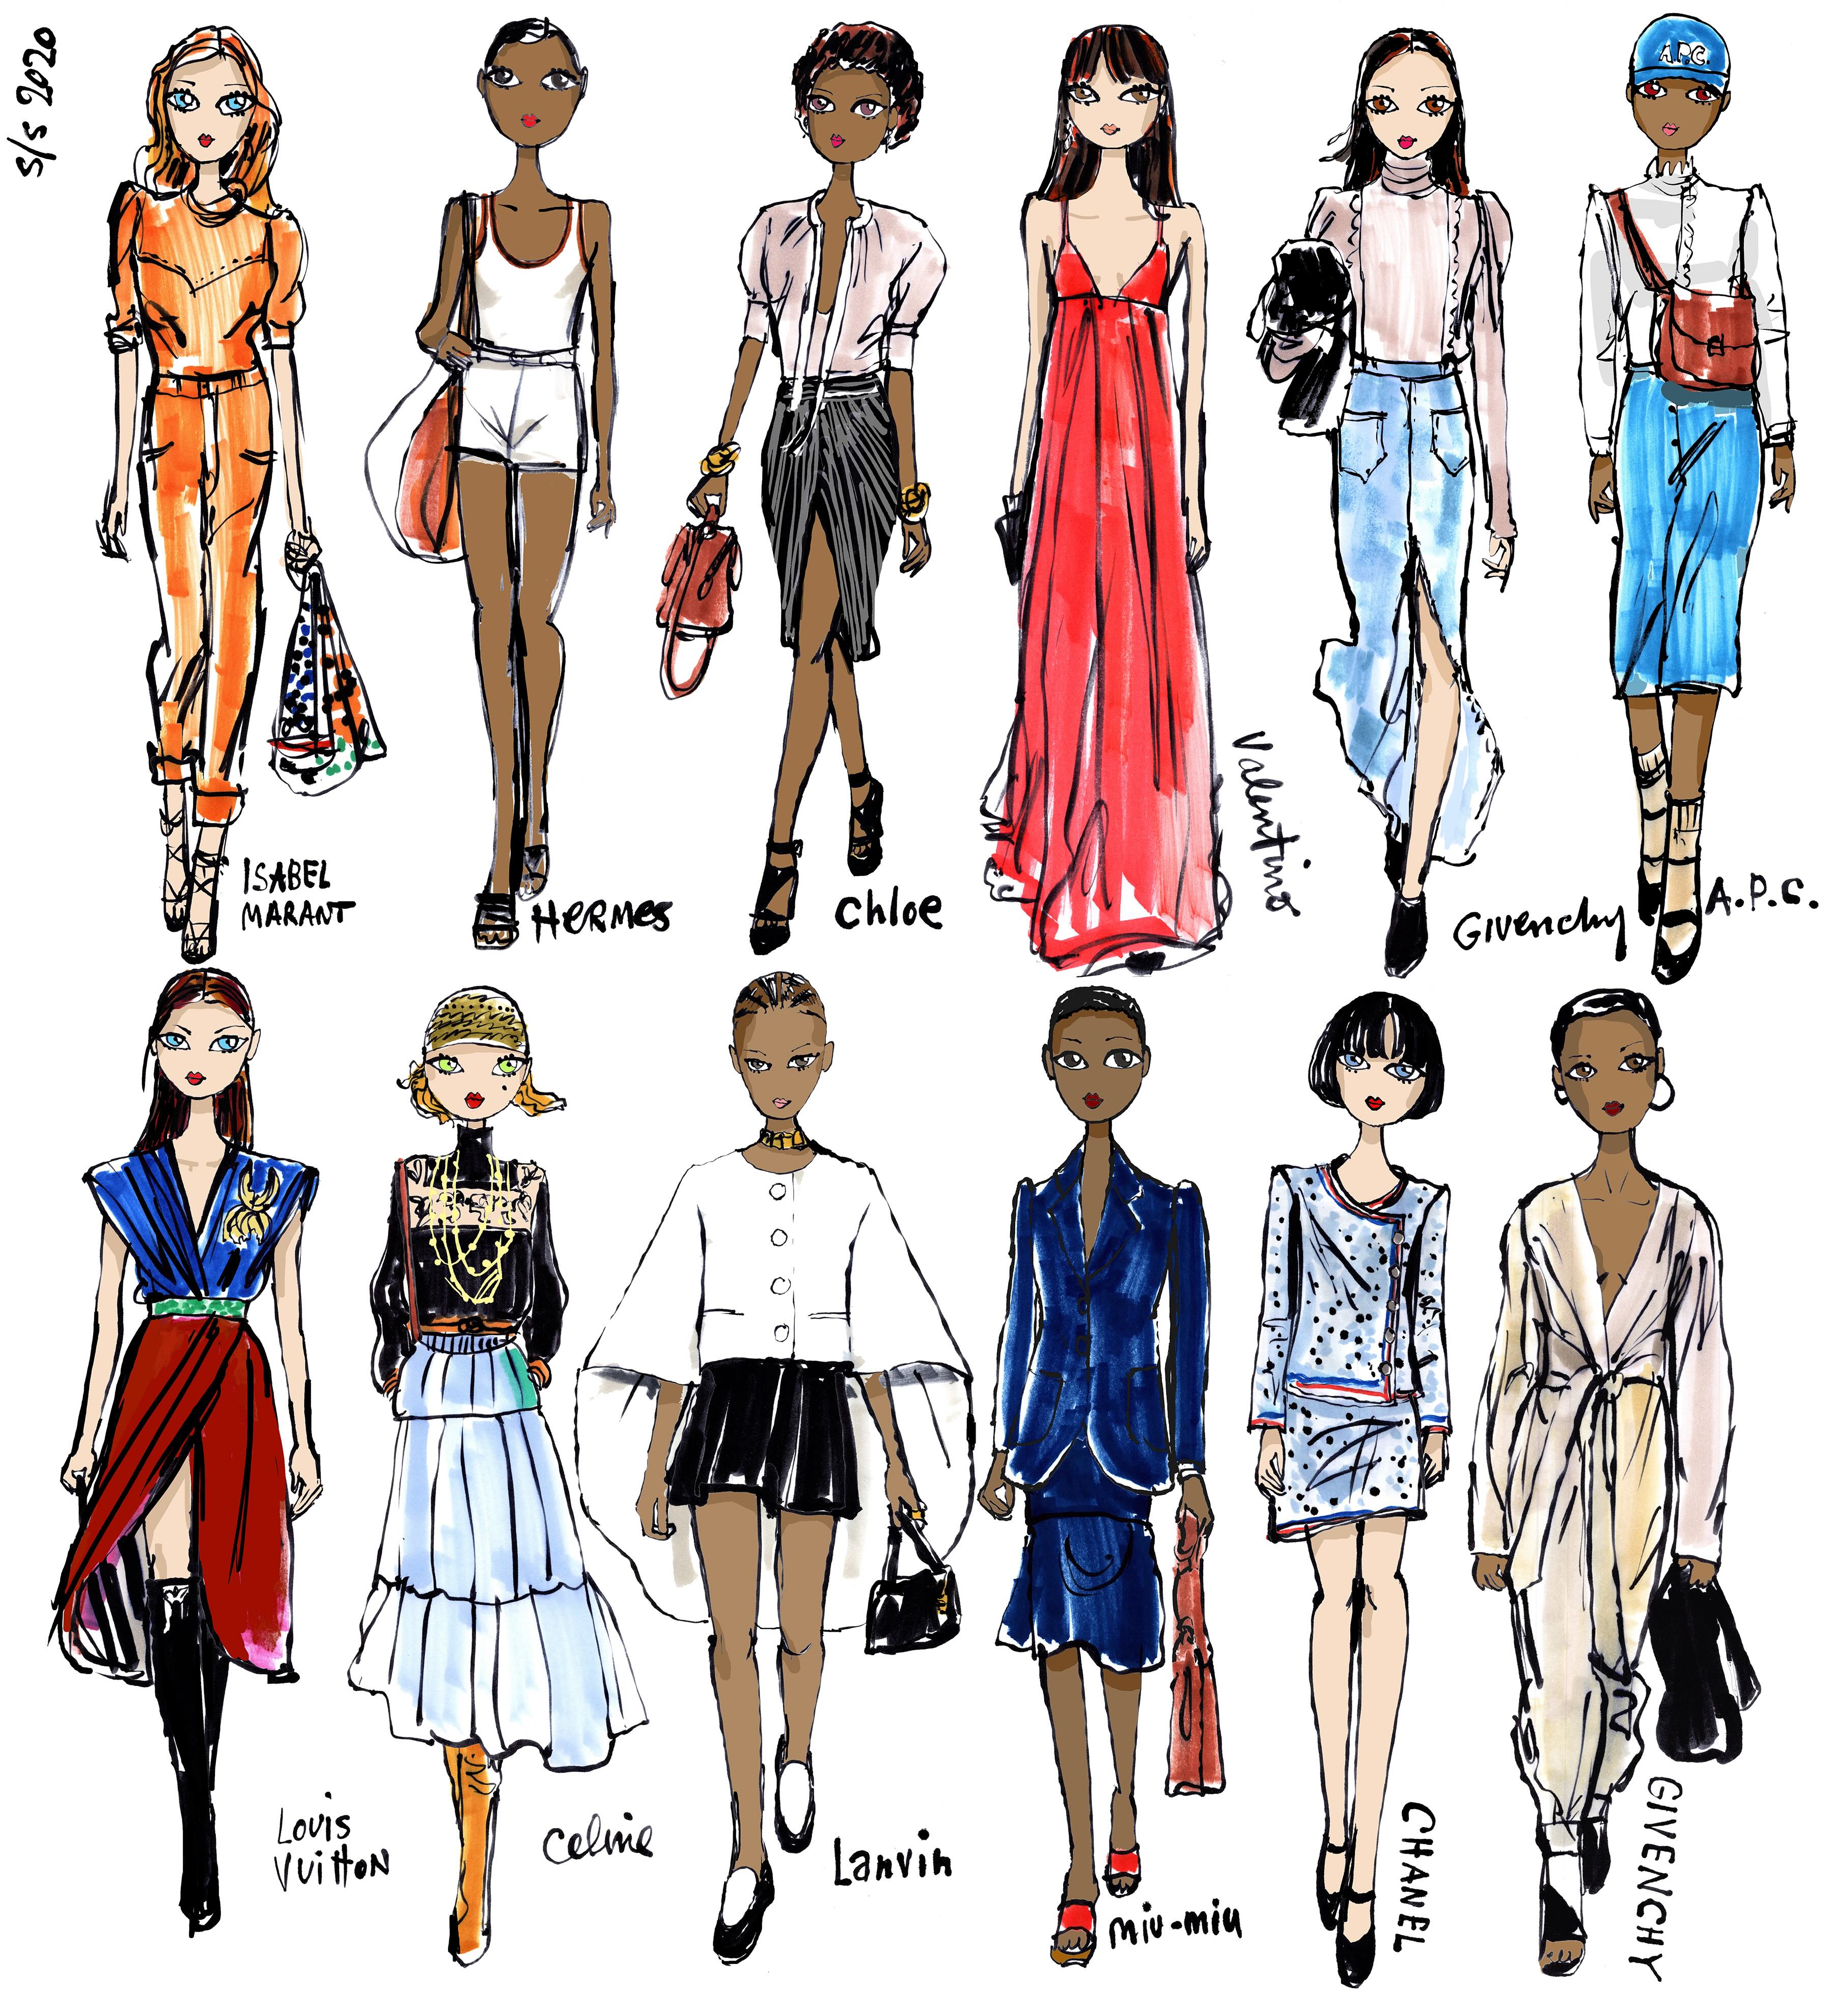 S/S 2020
A.P.C.
ISABEL
MARANT
HERMES
Chloe
Valentino
Givenchy
A.P.C.
LOUIS
VUITTON
Celine
Lanvin
miu-miu
CHANEL
GIVENCHY